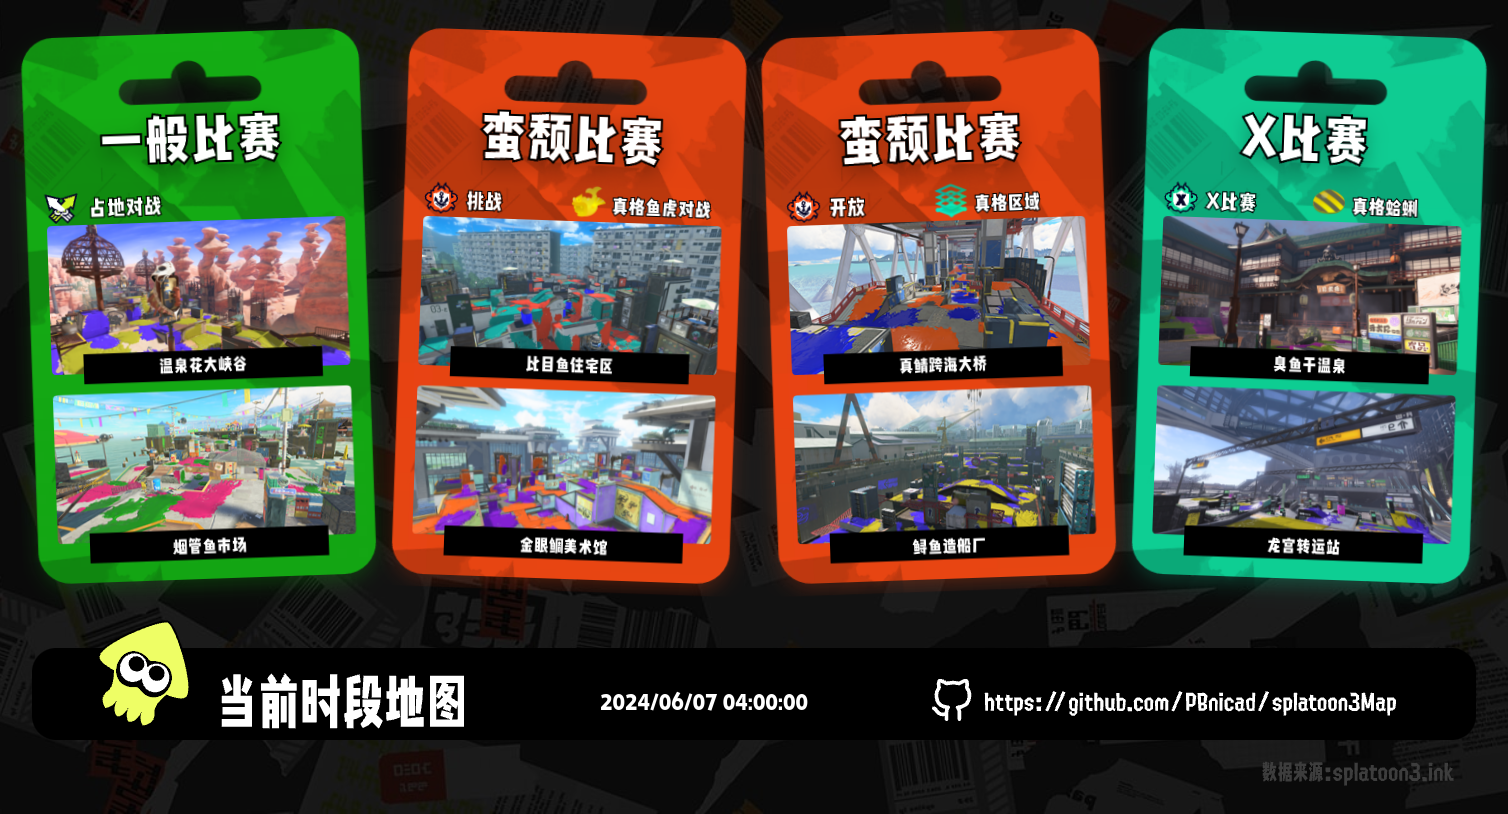 一般比赛
占地对战
温泉花大峡谷
烟管鱼市场
蛮颓比赛
挑战
真格鱼虎对战
比目鱼住宅区
金眼鲷美术馆
蛮颓比赛
开放
真格区域
真鲭跨海大桥
鲟鱼造船厂
X比赛
X比赛
真格蛤蜊
臭鱼干温泉
龙宫转运站
当前时段地图
2024/06/07 04:00:00
https://github.com/PBnicad/splatoon3Map
数据来源:splatoon3.ink